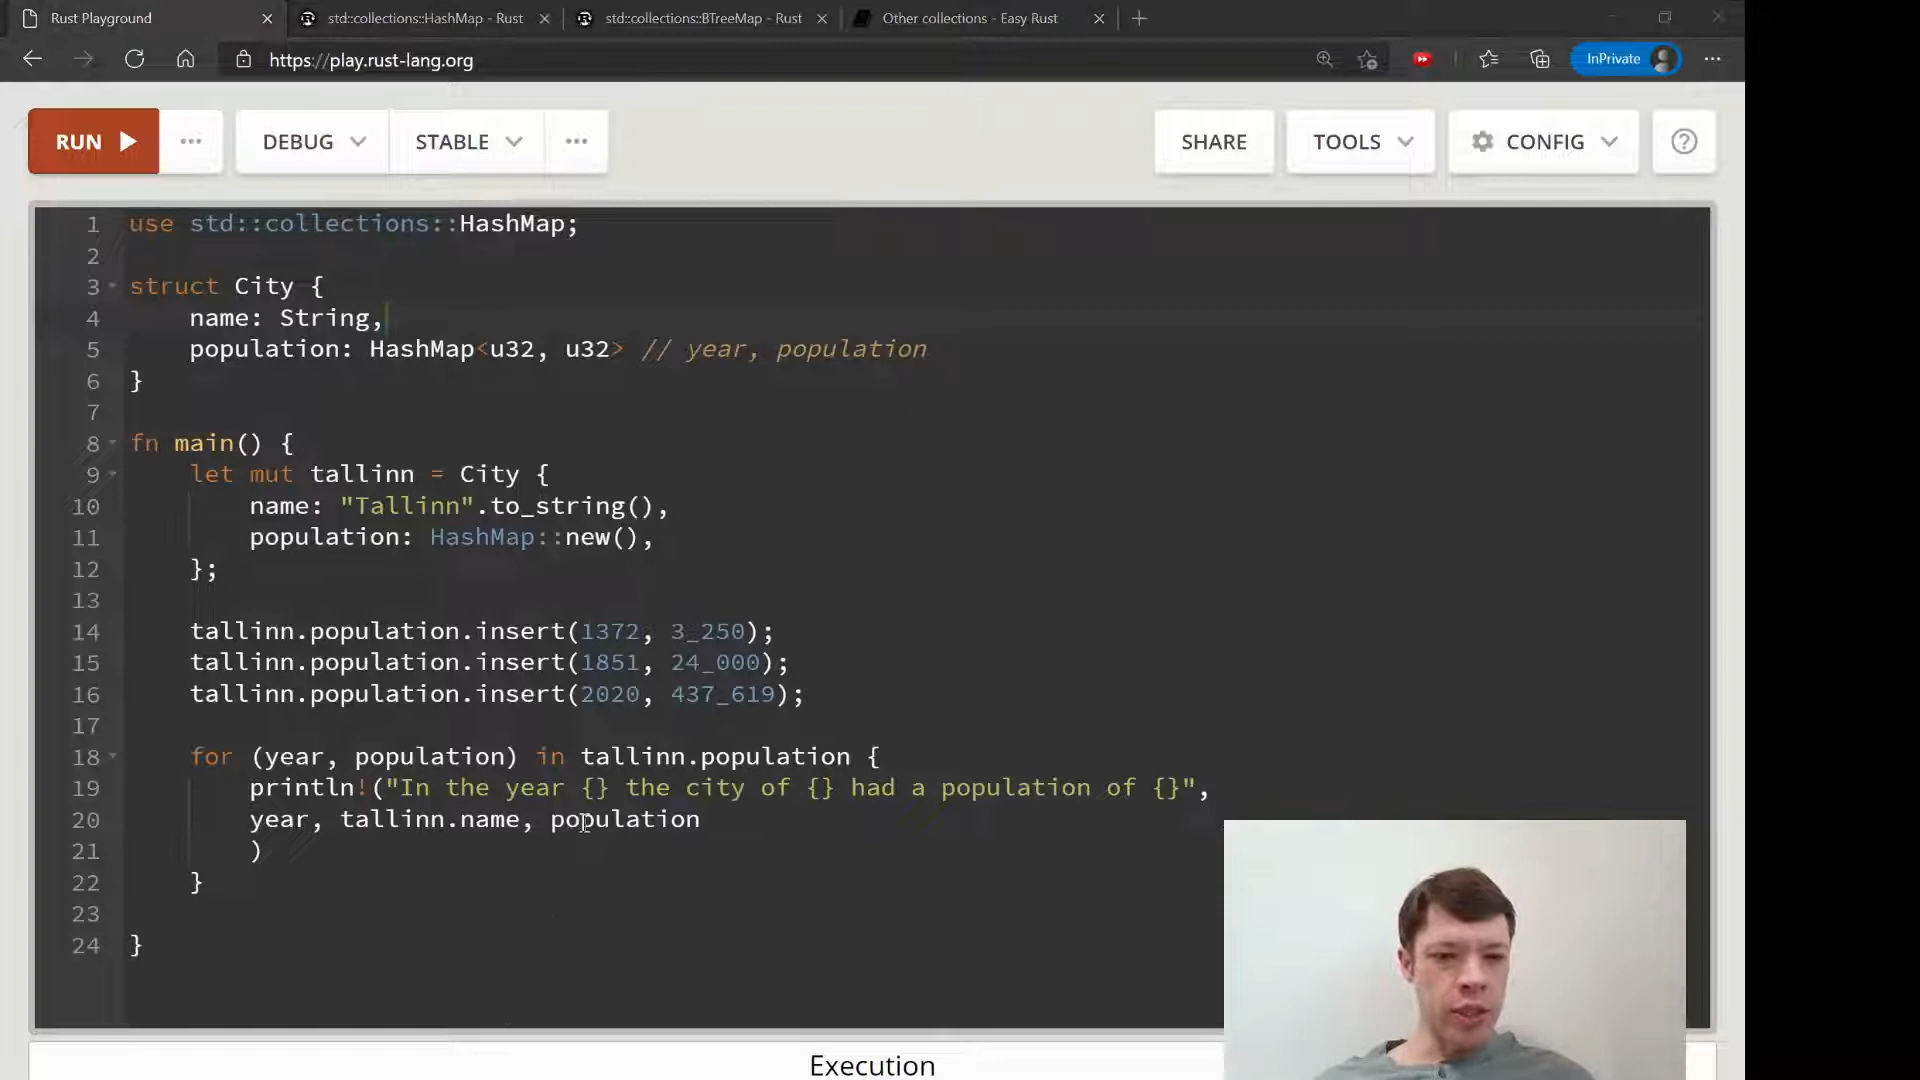 Rust Playground
std::collections::HashMap - Rust
std::collections::BTreeMap - Rust
Other collections - Easy Rust
https://play.rust-lang.org
InPrivate
RUN
DEBUG
STABLE
SHARE
TOOLS
CONFIG
1 use std::collections::HashMap;
2
3 struct City {
4 name: String,
5 population: HashMap<u32, u32> // year, population
6 }
7
8 fn main() {
9 let mut tallinn = City {
10 name: "Tallinn".to_string(),
11 population: HashMap::new(),
12 };
13
14 tallinn.population.insert(1372, 3_250);
15 tallinn.population.insert(1851, 24_000);
16 tallinn.population.insert(2020, 437_619);
17
18 for (year, population) in tallinn.population {
19 println!("In the year {} the city of {} had a population of {}",
20 year, tallinn.name, population
21 )
22 }
23
24 }
Execution